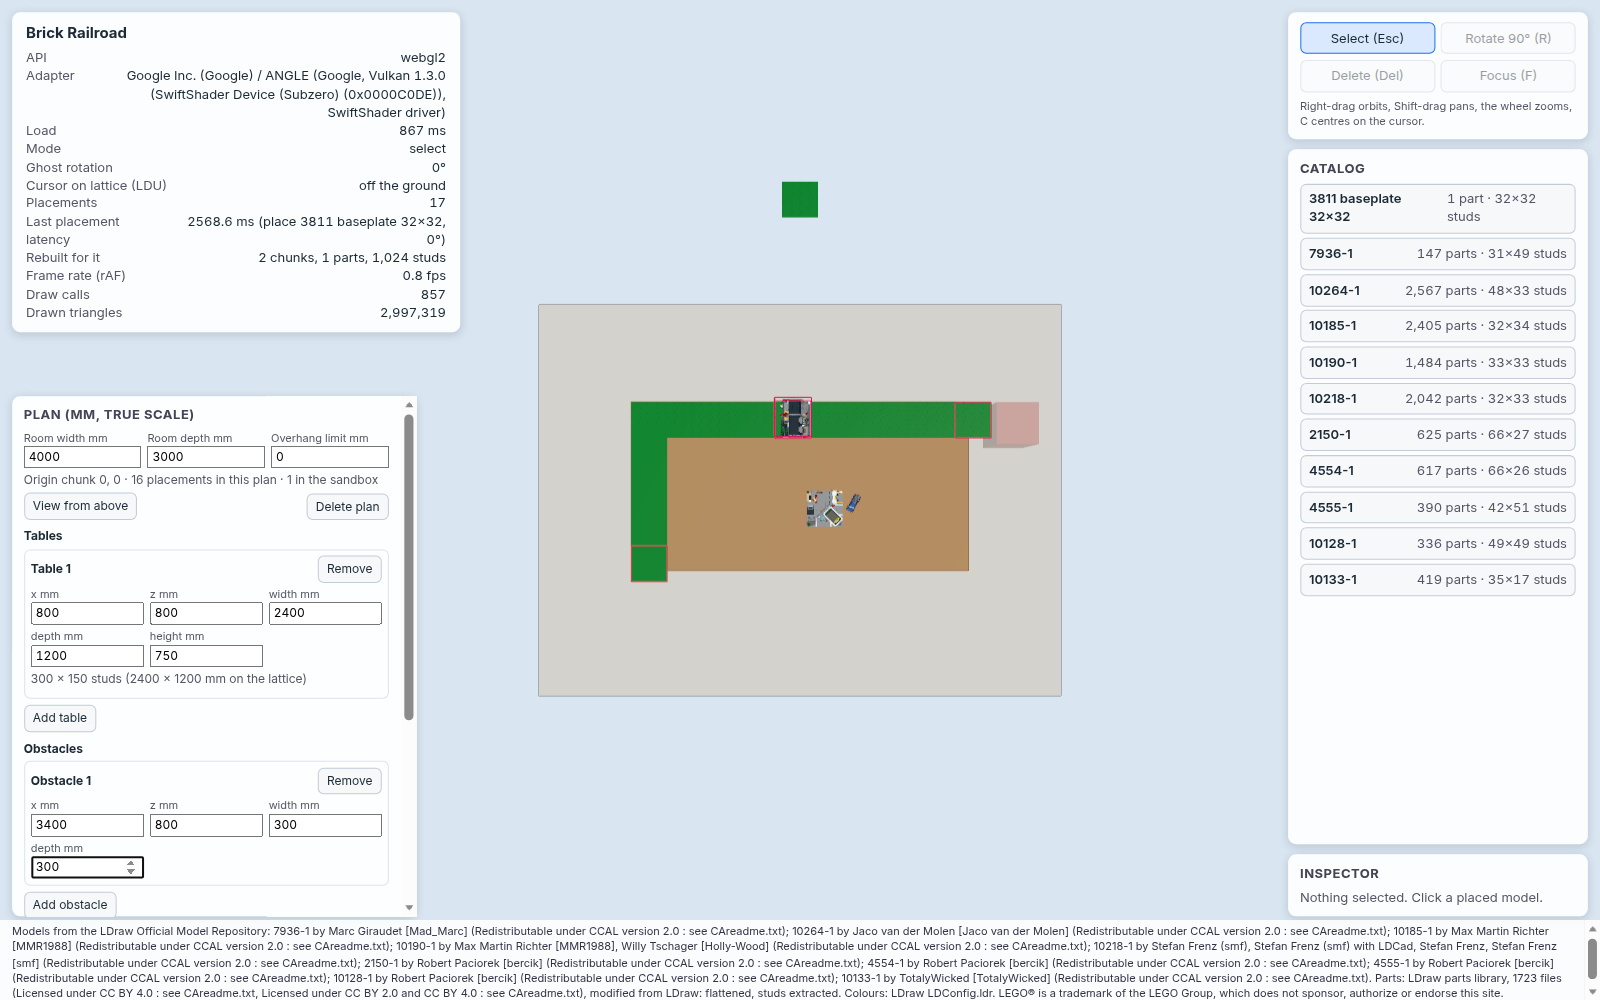 Brick Railroad
API webgl2
Adapter Google Inc. (Google) / ANGLE (Google, Vulkan 1.3.0
(SwiftShader Device (Subzero) (0x0000C0DE)),
SwiftShader driver)
Load 867 ms
Mode select
Ghost rotation 0°
Cursor on lattice (LDU) off the ground
Placements 17
Last placement 2568.6 ms (place 3811 baseplate 32×32,
latency 0°)
Rebuilt for it 2 chunks, 1 parts, 1,024 studs
Frame rate (rAF) 0.8 fps
Draw calls 857
Drawn triangles 2,997,319
PLAN (MM, TRUE SCALE)
Room width mm Room depth mm Overhang limit mm
4000 3000 0
Origin chunk 0, 0 · 16 placements in this plan · 1 in the sandbox
View from above Delete plan
Tables
Table 1 Remove
x mm z mm width mm
800 800 2400
depth mm height mm
1200 750
300 × 150 studs (2400 × 1200 mm on the lattice)
Add table
Obstacles
Obstacle 1 Remove
x mm z mm width mm
3400 800 300
depth mm
300
Add obstacle
Select (Esc) Rotate 90° (R)
Delete (Del) Focus (F)
Right-drag orbits, Shift-drag pans, the wheel zooms,
C centres on the cursor.
CATALOG
3811 baseplate 1 part · 32×32
32×32 studs
7936-1 147 parts · 31×49 studs
10264-1 2,567 parts · 48×33 studs
10185-1 2,405 parts · 32×34 studs
10190-1 1,484 parts · 33×33 studs
10218-1 2,042 parts · 32×33 studs
2150-1 625 parts · 66×27 studs
4554-1 617 parts · 66×26 studs
4555-1 390 parts · 42×51 studs
10128-1 336 parts · 49×49 studs
10133-1 419 parts · 35×17 studs
INSPECTOR
Nothing selected. Click a placed model.
Models from the LDraw Official Model Repository: 7936-1 by Marc Giraudet [Mad_Marc] (Redistributable under CCAL version 2.0 : see CAreadme.txt); 10264-1 by Jaco van der Molen [Jaco van der Molen] (Redistributable under CCAL version 2.0 : see CAreadme.txt); 10185-1 by Max Martin Richter
[MMR1988] (Redistributable under CCAL version 2.0 : see CAreadme.txt); 10190-1 by Max Martin Richter [MMR1988], Willy Tschager [Holly-Wood] (Redistributable under CCAL version 2.0 : see CAreadme.txt); 10218-1 by Stefan Frenz (smf), Stefan Frenz (smf) with LDCad, Stefan Frenz, Stefan Frenz
[smf] (Redistributable under CCAL version 2.0 : see CAreadme.txt); 2150-1 by Robert Paciorek [bercik] (Redistributable under CCAL version 2.0 : see CAreadme.txt); 4554-1 by Robert Paciorek [bercik] (Redistributable under CCAL version 2.0 : see CAreadme.txt); 4555-1 by Robert Paciorek [bercik]
(Redistributable under CCAL version 2.0 : see CAreadme.txt); 10128-1 by Robert Paciorek [bercik] (Redistributable under CCAL version 2.0 : see CAreadme.txt); 10133-1 by TotalyWicked [TotalyWicked] (Redistributable under CCAL version 2.0 : see CAreadme.txt). Parts: LDraw parts library, 1723 files
(Licensed under CC BY 4.0 : see CAreadme.txt, Licensed under CC BY 2.0 and CC BY 4.0 : see CAreadme.txt), modified from LDraw: flattened, studs extracted. Colours: LDraw LDConfig.ldr. LEGO® is a trademark of the LEGO Group, which does not sponsor, authorize or endorse this site.